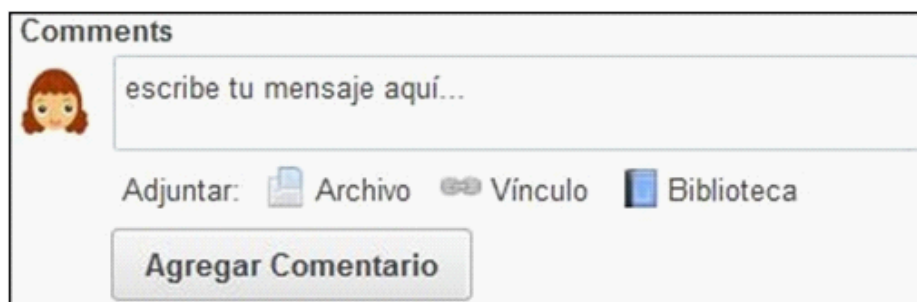 Comments
escribe tu mensaje aquí...
Adjuntar: Archivo Vínculo Biblioteca
Agregar Comentario